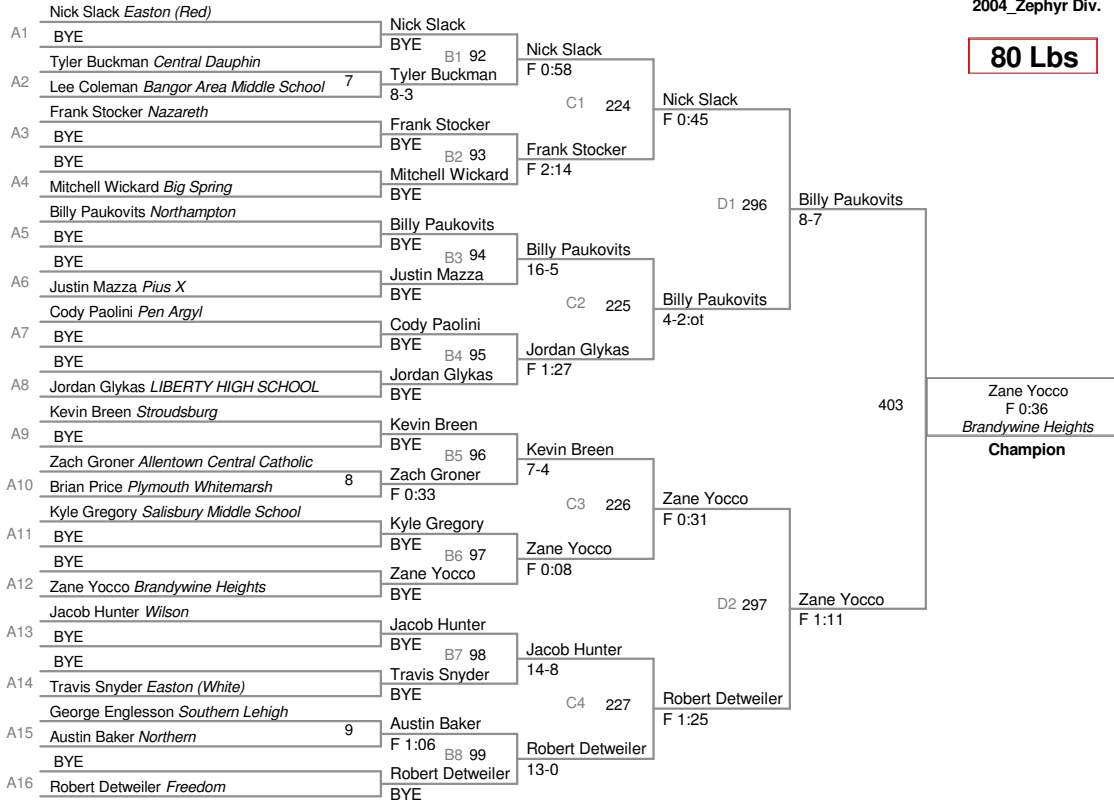 2004_Zephyr Div.
80 Lbs
A1
Nick Slack Easton (Red)
BYE
A2
Tyler Buckman Central Dauphin
Lee Coleman Bangor Area Middle School
7
A3
Frank Stocker Nazareth
BYE
A4
BYE
Mitchell Wickard Big Spring
A5
Billy Paukovits Northampton
BYE
A6
BYE
Justin Mazza Pius X
A7
Cody Paolini Pen Argyl
BYE
A8
BYE
Jordan Glykas LIBERTY HIGH SCHOOL
A9
Kevin Breen Stroudsburg
BYE
A10
Zach Groner Allentown Central Catholic
Brian Price Plymouth Whitemarsh
8
A11
Kyle Gregory Salisbury Middle School
BYE
A12
BYE
Zane Yocco Brandywine Heights
A13
Jacob Hunter Wilson
BYE
A14
BYE
Travis Snyder Easton (White)
A15
George Englesson Southern Lehigh
Austin Baker Northern
9
A16
BYE
Robert Detweiler Freedom
Nick Slack
BYE
B1 92
Tyler Buckman
8-3
Frank Stocker
BYE
B2 93
Mitchell Wickard
BYE
Billy Paukovits
BYE
B3 94
Justin Mazza
BYE
Cody Paolini
BYE
B4 95
Jordan Glykas
BYE
Kevin Breen
BYE
B5 96
Zach Groner
F 0:33
Kyle Gregory
BYE
B6 97
Zane Yocco
BYE
Jacob Hunter
BYE
B7 98
Travis Snyder
BYE
Austin Baker
F 1:06
B8 99
Robert Detweiler
BYE
Nick Slack
F 0:58
C1 224
Frank Stocker
F 2:14
Billy Paukovits
16-5
C2 225
Jordan Glykas
F 1:27
Kevin Breen
7-4
C3 226
Zane Yocco
F 0:08
Jacob Hunter
14-8
C4 227
Robert Detweiler
13-0
Nick Slack
F 0:45
D1 296
Billy Paukovits
4-2:ot
Zane Yocco
F 0:31
D2 297
Robert Detweiler
F 1:25
Billy Paukovits
8-7
403
Zane Yocco
F 1:11
Zane Yocco
F 0:36
Brandywine Heights
Champion